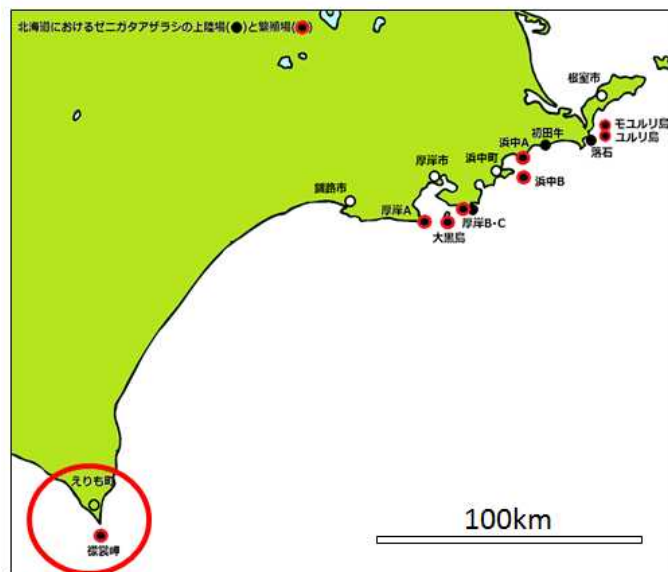 北海道におけるゼニガタアザラシの上陸場(●)と繁殖場(◉)
根室市
モユルリ島
ユルリ島
落石
初田牛
浜中A
浜中町
浜中B
厚岸市
釧路市
厚岸A
厚岸B・C
大黒島
えりも町
襟裳岬
100km